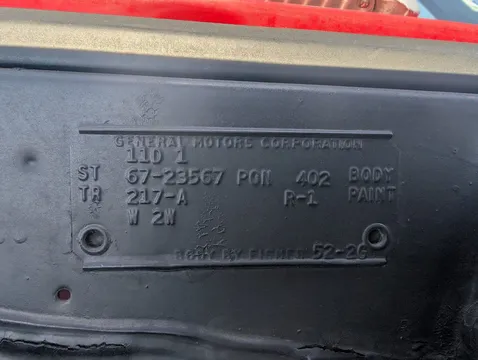 GENERAL MOTORS CORPORATION
11D 1
ST 67-23567 PON 402 BODY
TR 217-A R-1 PAINT
W 2W
BODY BY FISHER 52-2G